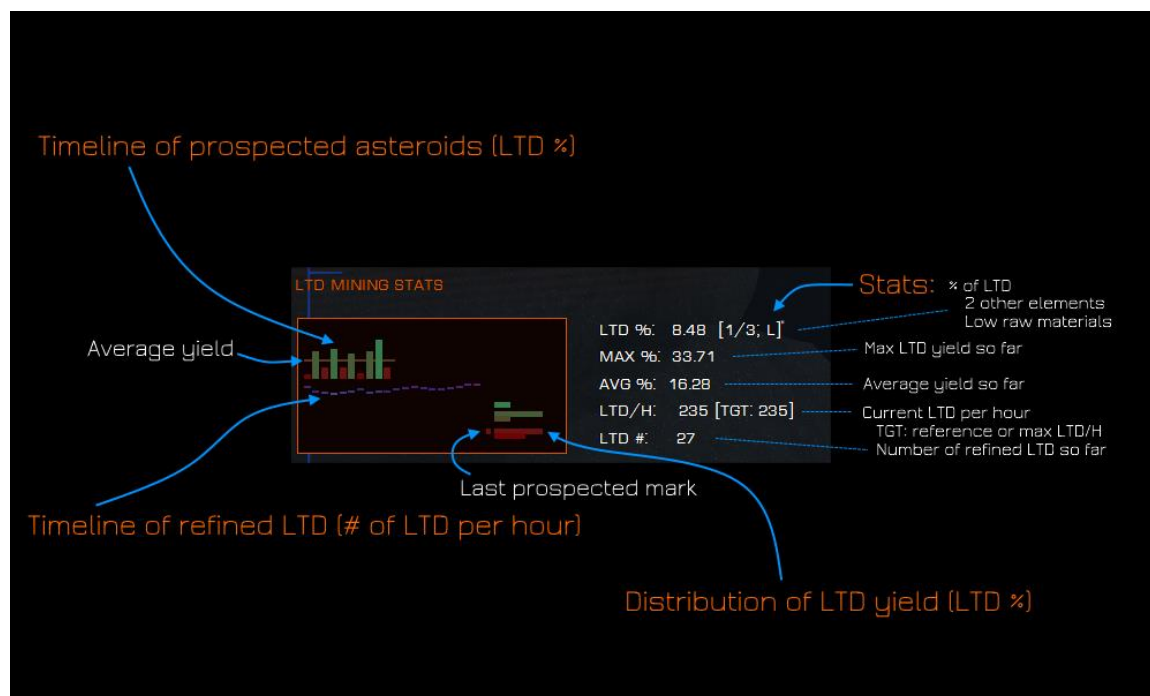 Timeline of prospected asteroids (LTD %)
LTD MINING STATS
Average yield
LTD %: 8.48 [1/3; L]
MAX %: 33.71
AVG %: 16.28
LTD/H: 235 [TGT: 235]
LTD #: 27
Stats: % of LTD
2 other elements
Low raw materials
Max LTD yield so far
Average yield so far
Current LTD per hour
TGT: reference or max LTD/H
Number of refined LTD so far
Last prospected mark
Timeline of refined LTD (# of LTD per hour)
Distribution of LTD yield (LTD %)